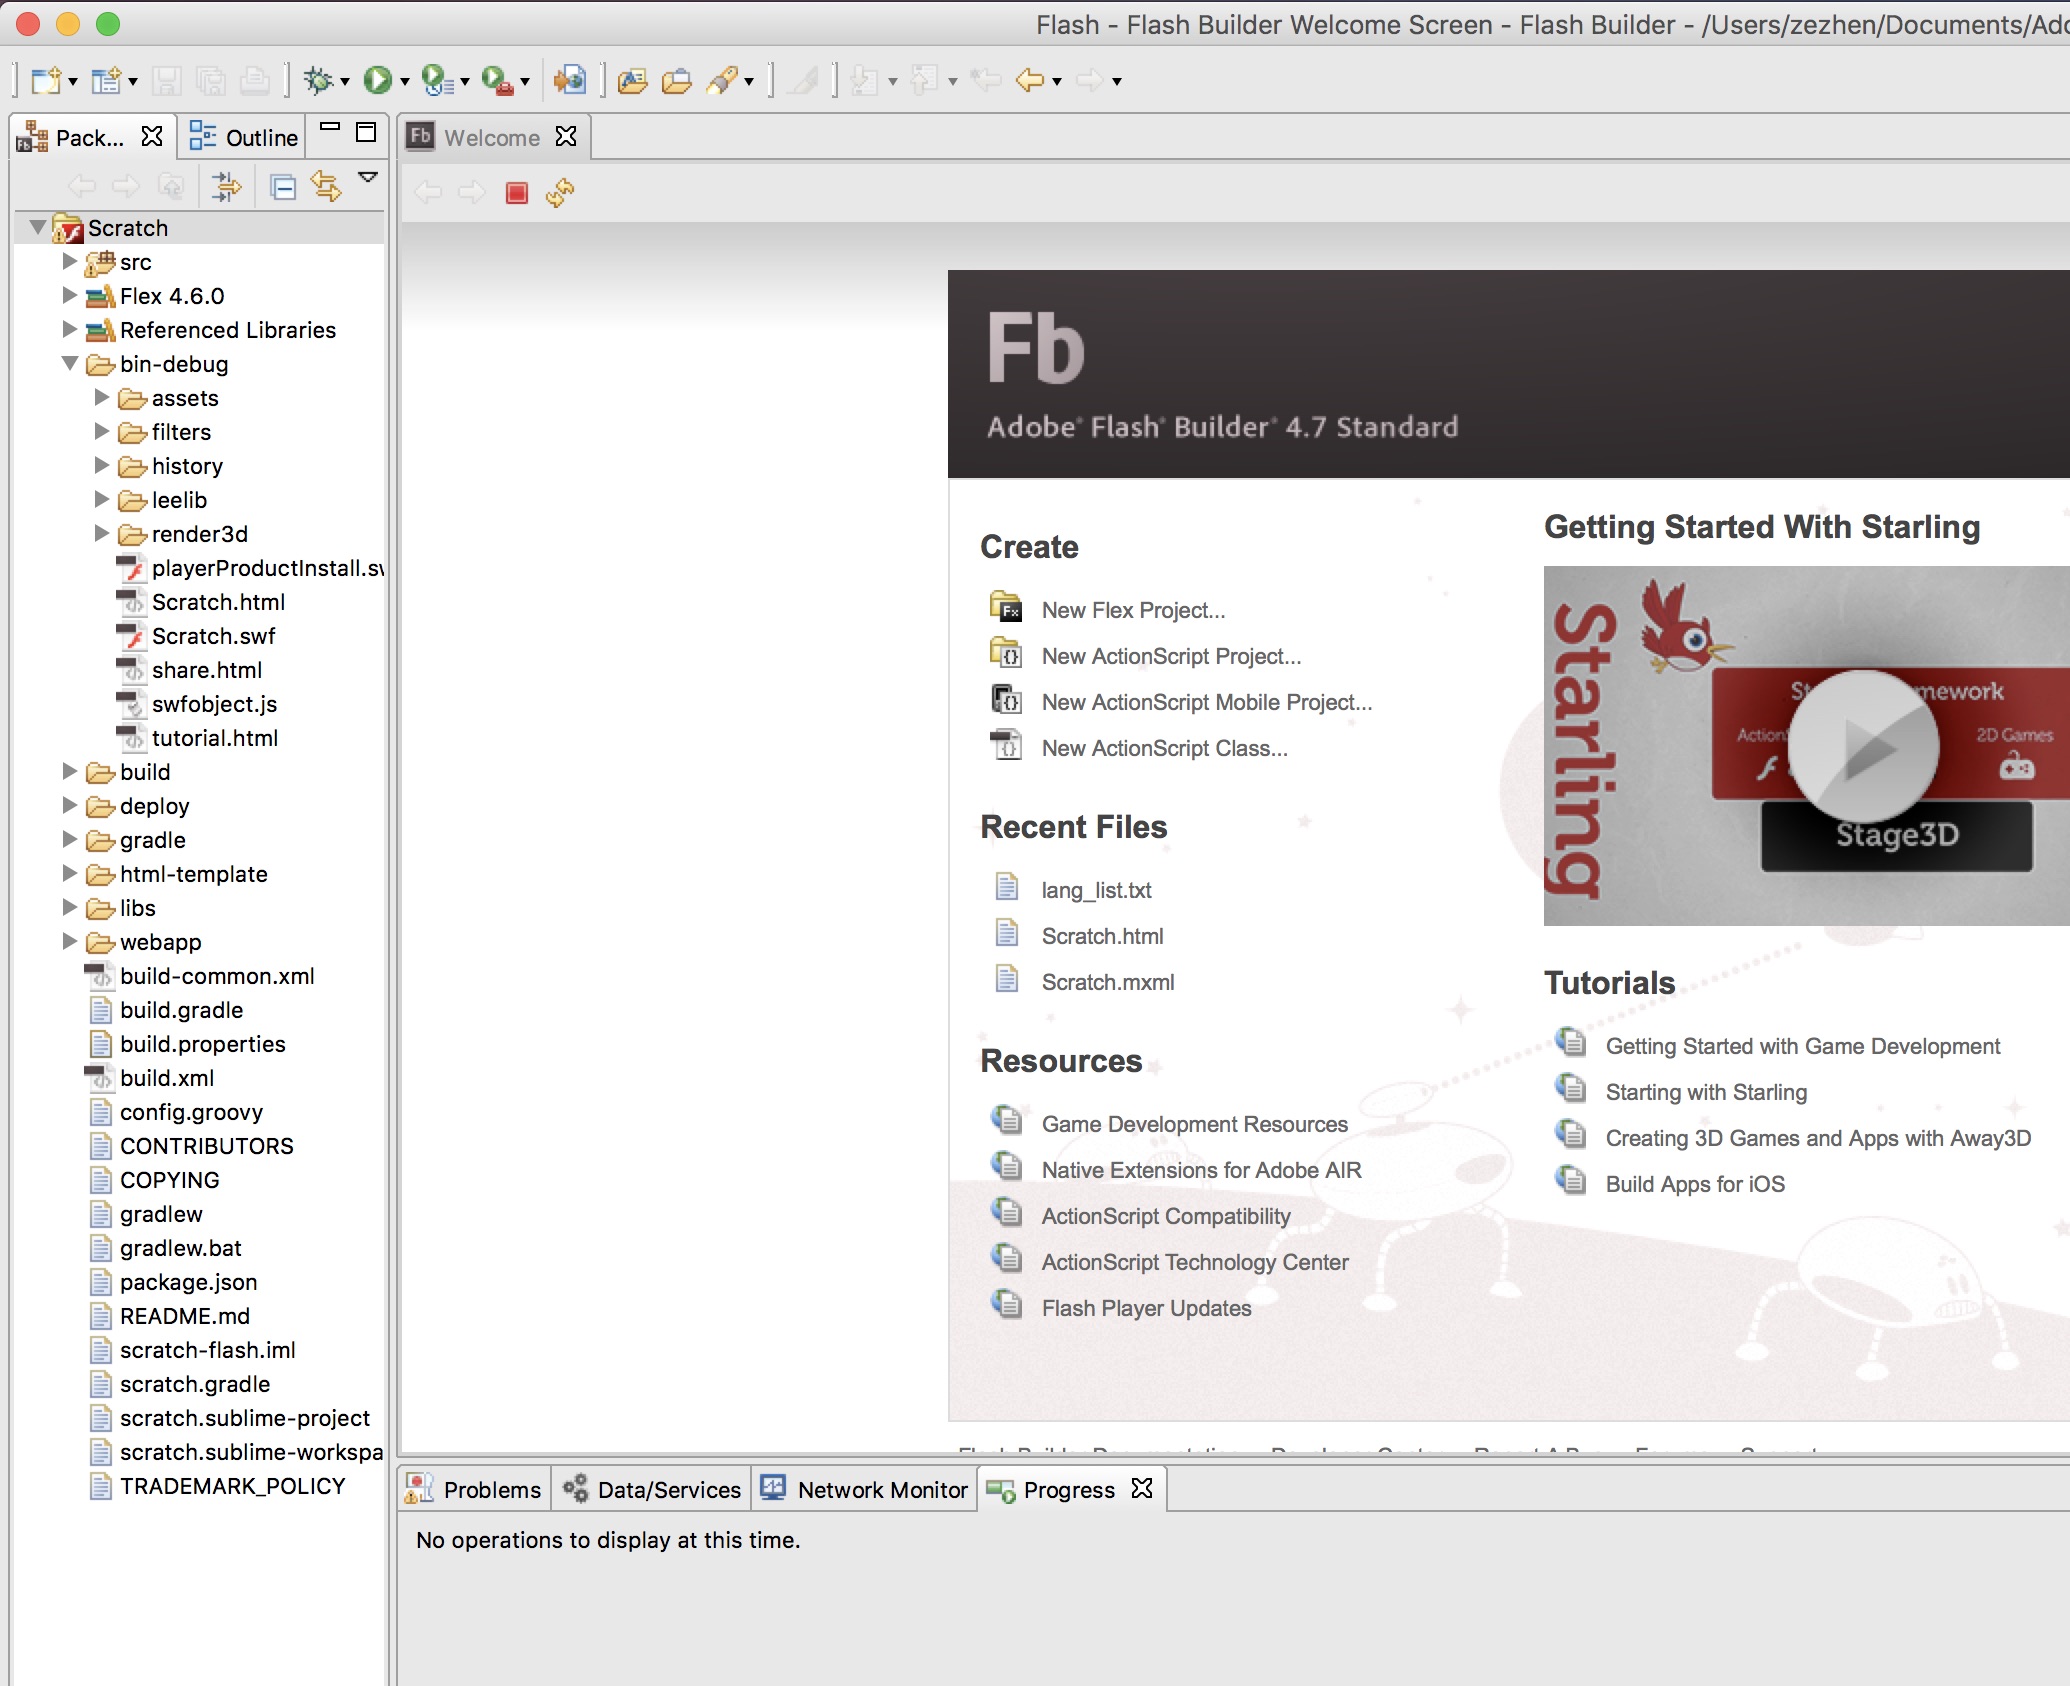 Flash - Flash Builder Welcome Screen - Flash Builder - /Users/zezhen/Documents/Ado
Pack...
Outline
Fb Welcome
Scratch
src
Flex 4.6.0
Referenced Libraries
bin-debug
assets
filters
history
leelib
render3d
playerProductInstall.sw
Scratch.html
Scratch.swf
share.html
swfobject.js
tutorial.html
build
deploy
gradle
html-template
libs
webapp
build-common.xml
build.gradle
build.properties
build.xml
config.groovy
CONTRIBUTORS
COPYING
gradlew
gradlew.bat
package.json
README.md
scratch-flash.iml
scratch.gradle
scratch.sublime-project
scratch.sublime-workspa
TRADEMARK_POLICY
Fb
Adobe® Flash® Builder® 4.7 Standard
Create
New Flex Project...
New ActionScript Project...
New ActionScript Mobile Project...
New ActionScript Class...
Recent Files
lang_list.txt
Scratch.html
Scratch.mxml
Resources
Game Development Resources
Native Extensions for Adobe AIR
ActionScript Compatibility
ActionScript Technology Center
Flash Player Updates
Getting Started With Starling
Starling
2D Games
Stage3D
Tutorials
Getting Started with Game Development
Starting with Starling
Creating 3D Games and Apps with Away3D
Build Apps for iOS
Problems
Data/Services
Network Monitor
Progress
No operations to display at this time.